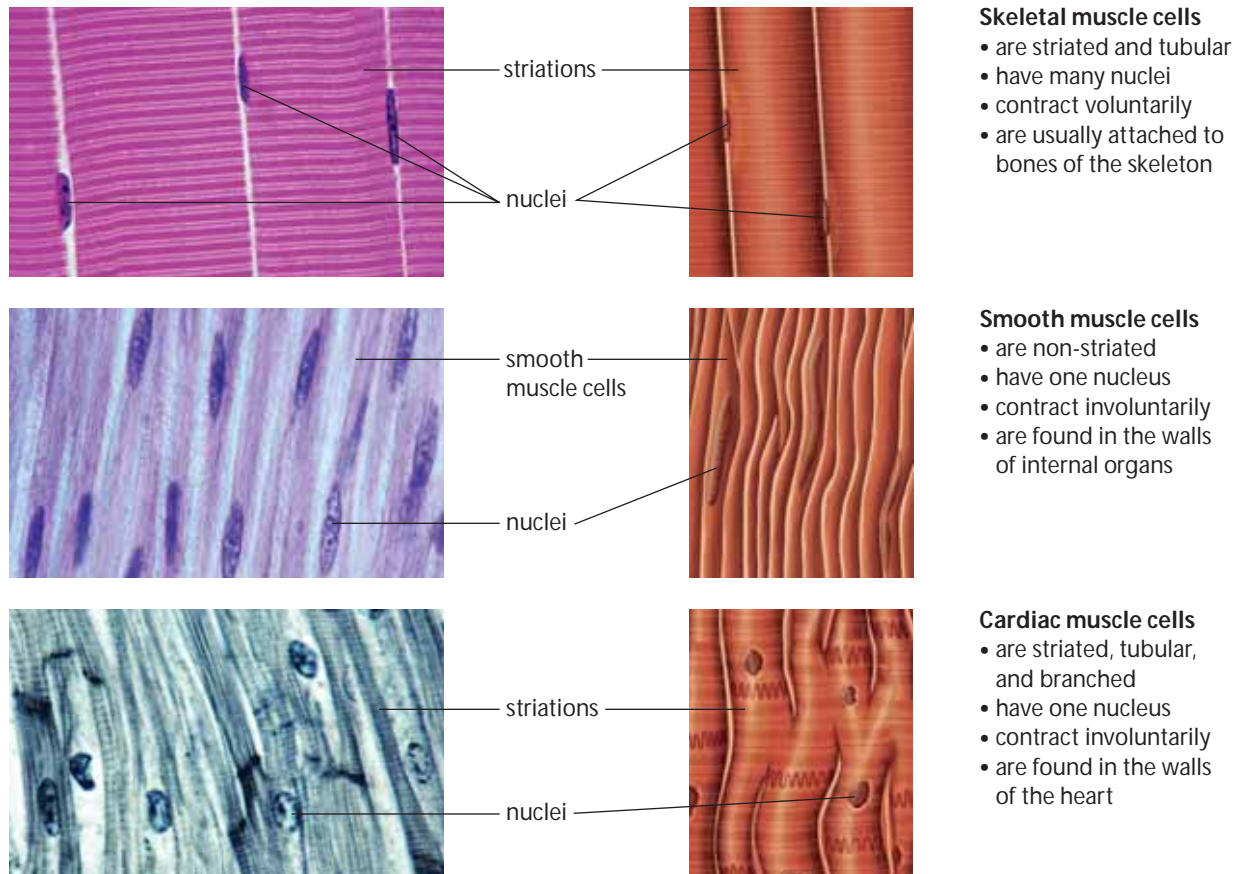 striations
nuclei
Skeletal muscle cells
• are striated and tubular
• have many nuclei
• contract voluntarily
• are usually attached to
bones of the skeleton
smooth
muscle cells
nuclei
Smooth muscle cells
• are non-striated
• have one nucleus
• contract involuntarily
• are found in the walls
of internal organs
striations
nuclei
Cardiac muscle cells
• are striated, tubular,
and branched
• have one nucleus
• contract involuntarily
• are found in the walls
of the heart